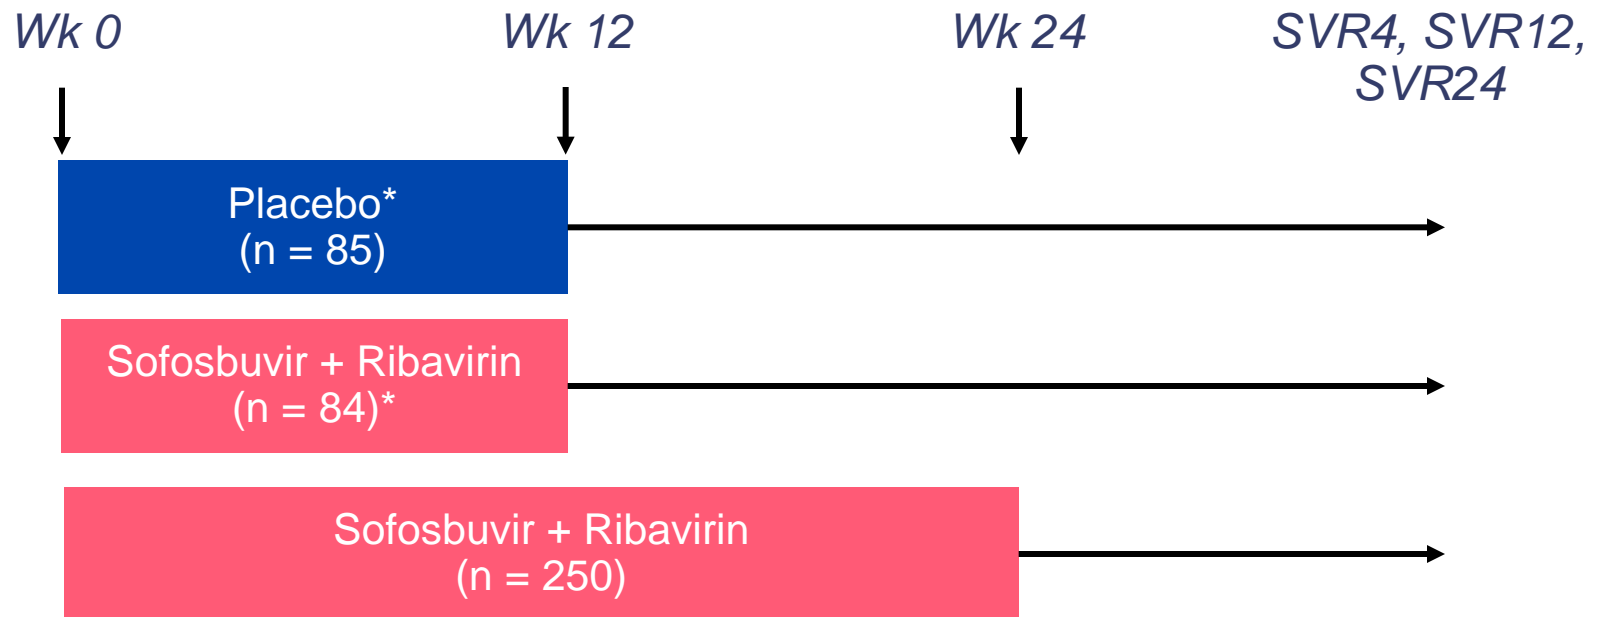 Wk 0
Wk 12
Wk 24
SVR4, SVR12,
SVR24
Placebo*
(n = 85)
Sofosbuvir + Ribavirin
(n = 84)*
Sofosbuvir + Ribavirin
(n = 250)